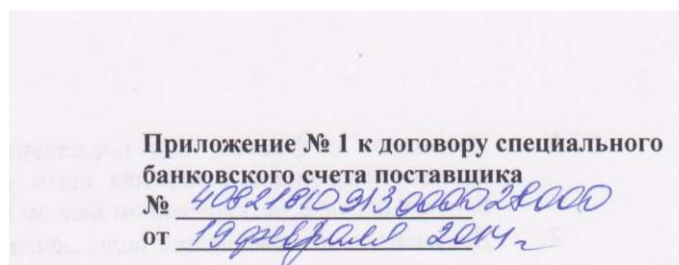 Приложение № 1 к договору специального
банковского счета поставщика
№ 40821810913000028000
от 19 февраля 2014 г